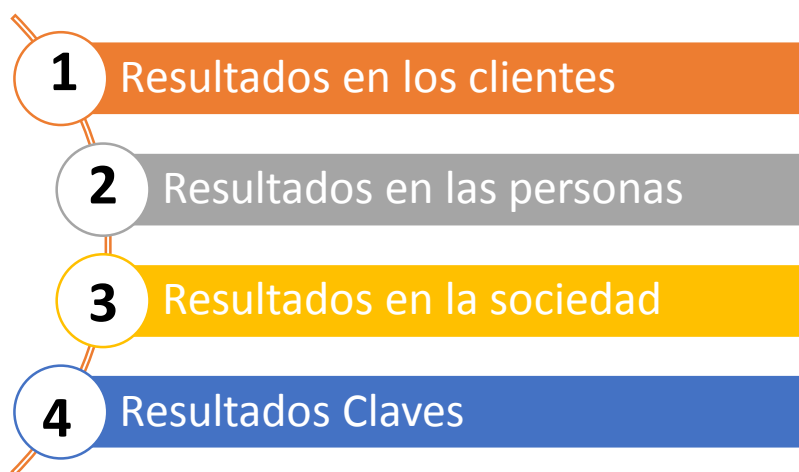 1 Resultados en los clientes
2 Resultados en las personas
3 Resultados en la sociedad
4 Resultados Claves